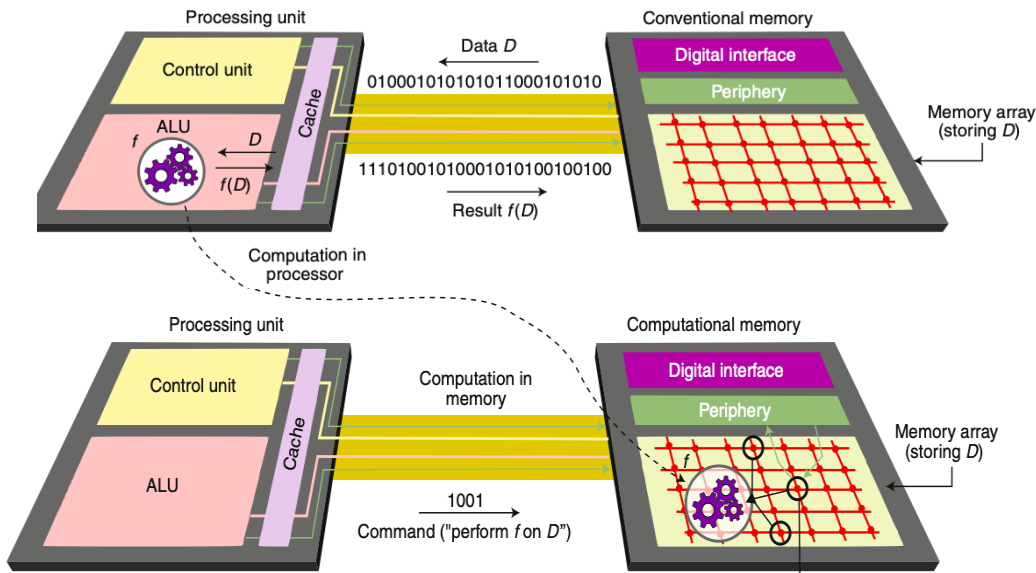 Processing unit
Conventional memory
Control unit
Cache
ALU
f
D
f(D)
Data D
010001010101011000101010
11101001010001010100100100
Result f(D)
Digital interface
Periphery
Memory array
(storing D)
Computation in
processor
Processing unit
Computational memory
Control unit
Cache
ALU
Computation in
memory
1001
Command ("perform f on D”)
Digital interface
Periphery
f
Memory array
(storing D)